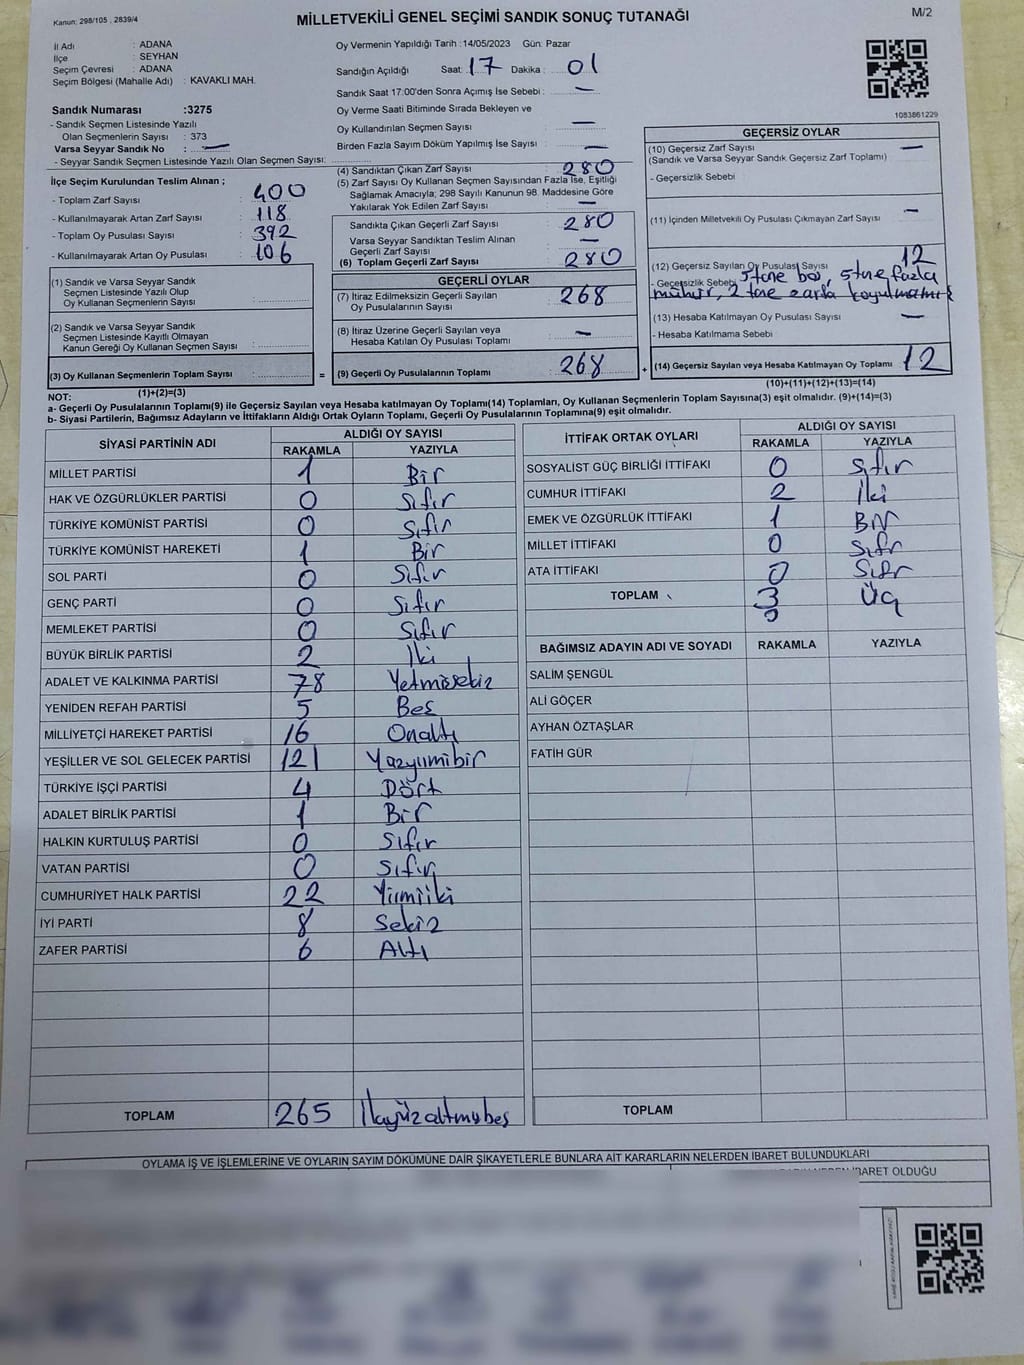 Kanun: 298/105 , 2839/4
MİLLETVEKİLİ GENEL SEÇİMİ SANDIK SONUÇ TUTANAĞI
M/2
İl Adı : ADANA
İlçe : SEYHAN
Seçim Çevresi : ADANA
Seçim Bölgesi (Mahalle Adı) : KAVAKLI MAH.
Sandık Numarası :3275
- Sandık Seçmen Listesinde Yazılı
Olan Seçmenlerin Sayısı : 373
Varsa Seyyar Sandık No : —
- Seyyar Sandık Seçmen Listesinde Yazılı Olan Seçmen Sayısı:
Oy Vermenin Yapıldığı Tarih :14/05/2023 Gün: Pazar
Sandığın Açıldığı Saat: 17 Dakika : 01
Sandık Saat 17:00'den Sonra Açımış İse Sebebi : —
Oy Verme Saati Bitiminde Sırada Bekleyen ve
Oy Kullandırılan Seçmen Sayısı —
Birden Fazla Sayım Döküm Yapılmış İse Sayısı : —
1083861229
İlçe Seçim Kurulundan Teslim Alınan ;
- Toplam Zarf Sayısı : 400
- Kullanılmayarak Artan Zarf Sayısı : 118
- Toplam Oy Pusulası Sayısı : 392
- Kullanılmayarak Artan Oy Pusulası : 106
(4) Sandıktan Çıkan Zarf Sayısı : 280
(5) Zarf Sayısı Oy Kullanan Seçmen Sayısından Fazla İse, Eşitliği
Sağlamak Amacıyla; 298 Sayılı Kanunun 98. Maddesine Göre
Yakılarak Yok Edilen Zarf Sayısı : —
Sandıkta Çıkan Geçerli Zarf Sayısı : 280
Varsa Seyyar Sandıktan Teslim Alınan
Geçerli Zarf Sayısı : —
(6) Toplam Geçerli Zarf Sayısı : 280
GEÇERSİZ OYLAR
(10) Geçersiz Zarf Sayısı —
(Sandık ve Varsa Seyyar Sandık Geçersiz Zarf Toplamı)
- Geçersizlik Sebebi
(11) İçinden Milletvekili Oy Pusulası Çıkmayan Zarf Sayısı —
(12) Geçersiz Sayılan Oy Pusulası Sayısı 12
- Geçersizlik Sebebi 5 tane boş, 5 tane fazla
mühür, 2 tane zarfa koyulmamış
(13) Hesaba Katılmayan Oy Pusulası Sayısı —
- Hesaba Katılmama Sebebi
(14) Geçersiz Sayılan veya Hesaba Katılmayan Oy Toplamı 12
(10)+(11)+(12)+(13)=(14)
(1) Sandık ve Varsa Seyyar Sandık
Seçmen Listesinde Yazılı Olup
Oy Kullanan Seçmenlerin Sayısı :
(2) Sandık ve Varsa Seyyar Sandık
Seçmen Listesinde Kayıtlı Olmayan
Kanun Gereği Oy Kullanan Seçmen Sayısı :
(3) Oy Kullanan Seçmenlerin Toplam Sayısı : =
(1)+(2)=(3)
GEÇERLİ OYLAR
(7) İtiraz Edilmeksizin Geçerli Sayılan
Oy Pusulalarının Sayısı : 268
(8) İtiraz Üzerine Geçerli Sayılan veya
Hesaba Katılan Oy Pusulası Toplamı : —
(9) Geçerli Oy Pusulalarının Toplamı : 268 +
NOT:
a- Geçerli Oy Pusulalarının Toplamı(9) ile Geçersiz Sayılan veya Hesaba katılmayan Oy Toplamı(14) Toplamları, Oy Kullanan Seçmenlerin Toplam Sayısına(3) eşit olmalıdır. (9)+(14)=(3)
b- Siyasi Partilerin, Bağımsız Adayların ve İttifakların Aldığı Ortak Oyların Toplamı, Geçerli Oy Pusulalarının Toplamına(9) eşit olmalıdır.
SİYASİ PARTİNİN ADI
ALDIĞI OY SAYISI
RAKAMLA YAZIYLA
MİLLET PARTİSİ 1 Bir
HAK VE ÖZGÜRLÜKLER PARTİSİ 0 Sıfır
TÜRKİYE KOMÜNİST PARTİSİ 0 Sıfır
TÜRKİYE KOMÜNİST HAREKETİ 1 Bir
SOL PARTİ 0 Sıfır
GENÇ PARTİ 0 Sıfır
MEMLEKET PARTİSİ 0 Sıfır
BÜYÜK BİRLİK PARTİSİ 2 İki
ADALET VE KALKINMA PARTİSİ 78 Yetmişsekiz
YENİDEN REFAH PARTİSİ 5 Beş
MİLLİYETÇİ HAREKET PARTİSİ 16 Onaltı
YEŞİLLER VE SOL GELECEK PARTİSİ 121 Yüzyirmibir
TÜRKİYE İŞÇİ PARTİSİ 4 Dört
ADALET BİRLİK PARTİSİ 1 Bir
HALKIN KURTULUŞ PARTİSİ 0 Sıfır
VATAN PARTİSİ 0 Sıfır
CUMHURİYET HALK PARTİSİ 22 Yirmiiki
İYİ PARTİ 8 Sekiz
ZAFER PARTİSİ 6 Altı
TOPLAM 265 İkiyüzaltmışbeş
İTTİFAK ORTAK OYLARI
ALDIĞI OY SAYISI
RAKAMLA YAZIYLA
SOSYALIST GÜÇ BİRLİĞİ İTTİFAKI 0 Sıfır
CUMHUR İTTİFAKI 2 İki
EMEK VE ÖZGÜRLÜK İTTİFAKI 1 Bir
MİLLET İTTİFAKI 0 Sıfır
ATA İTTİFAKI 0 Sıfır
TOPLAM 3 Üç
BAĞIMSIZ ADAYIN ADI VE SOYADI RAKAMLA YAZIYLA
SALİM ŞENGÜL
ALİ GÖÇER
AYHAN ÖZTAŞLAR
FATİH GÜR
TOPLAM
OYLAMA İŞ VE İŞLEMLERİNE VE OYLARIN SAYIM DÖKÜMÜNE DAİR ŞİKAYETLERLE BUNLARA AİT KARARLARIN NELERDEN İBARET BULUNDUKLARI
İBARET OLDUĞU